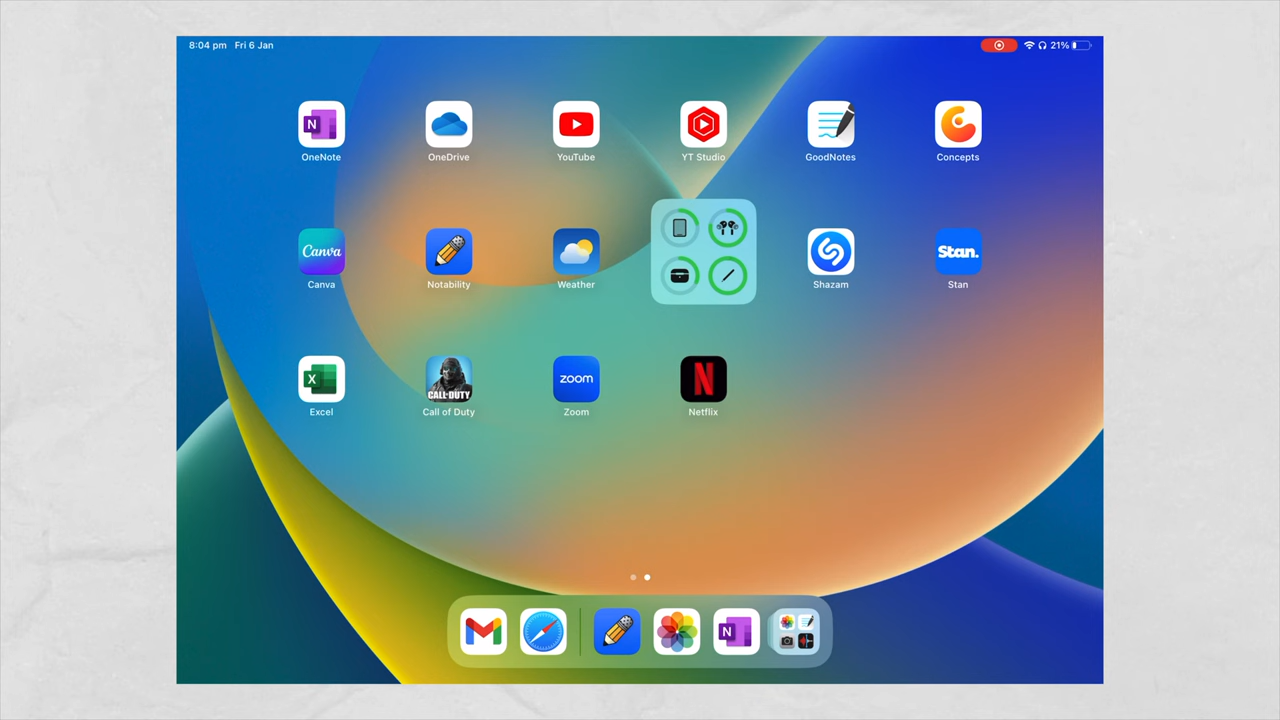 8:04 pm Fri 6 Jan 21%
N
OneNote OneDrive YouTube YT Studio GoodNotes Concepts
Canva Stan.
Canva Notability Weather Shazam Stan
X CALL·DUTY zoom N
Excel Call of Duty Zoom Netflix
N